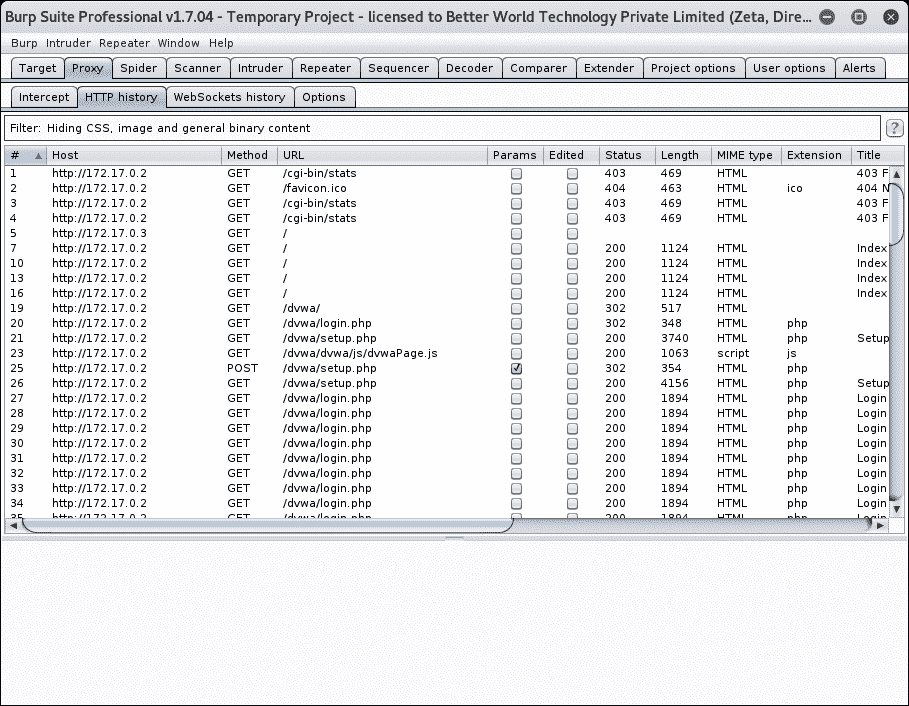 Burp Suite Professional v1.7.04 - Temporary Project - licensed to Better World Technology Private Limited (Zeta, Dire...
Burp Intruder Repeater Window Help
Target Proxy Spider Scanner Intruder Repeater Sequencer Decoder Comparer Extender Project options User options Alerts
Intercept HTTP history WebSockets history Options
Filter: Hiding CSS, image and general binary content ?
# Host Method URL Params Edited Status Length MIME type Extension Title
1 http://172.17.0.2 GET /cgi-bin/stats 403 469 HTML 403 F
2 http://172.17.0.2 GET /favicon.ico 404 463 HTML ico 404 N
3 http://172.17.0.2 GET /cgi-bin/stats 403 469 HTML 403 F
4 http://172.17.0.2 GET /cgi-bin/stats 403 469 HTML 403 F
5 http://172.17.0.3 GET /
7 http://172.17.0.2 GET / 200 1124 HTML Index
10 http://172.17.0.2 GET / 200 1124 HTML Index
13 http://172.17.0.2 GET / 200 1124 HTML Index
16 http://172.17.0.2 GET / 200 1124 HTML Index
19 http://172.17.0.2 GET /dvwa/ 302 517 HTML
20 http://172.17.0.2 GET /dvwa/login.php 302 348 HTML php
21 http://172.17.0.2 GET /dvwa/setup.php 200 3740 HTML php Setup
23 http://172.17.0.2 GET /dvwa/dvwa/js/dvwaPage.js 200 1063 script js
25 http://172.17.0.2 POST /dvwa/setup.php 302 354 HTML php
26 http://172.17.0.2 GET /dvwa/setup.php 200 4156 HTML php Setup
27 http://172.17.0.2 GET /dvwa/login.php 200 1894 HTML php Login
28 http://172.17.0.2 GET /dvwa/login.php 200 1894 HTML php Login
29 http://172.17.0.2 GET /dvwa/login.php 200 1894 HTML php Login
30 http://172.17.0.2 GET /dvwa/login.php 200 1894 HTML php Login
31 http://172.17.0.2 GET /dvwa/login.php 200 1894 HTML php Login
32 http://172.17.0.2 GET /dvwa/login.php 200 1894 HTML php Login
33 http://172.17.0.2 GET /dvwa/login.php 200 1894 HTML php Login
34 http://172.17.0.2 GET /dvwa/login.php 200 1894 HTML php Login
35 http://172.17.0.2 GET /dvwa/login.php 200 1894 HTML php Login